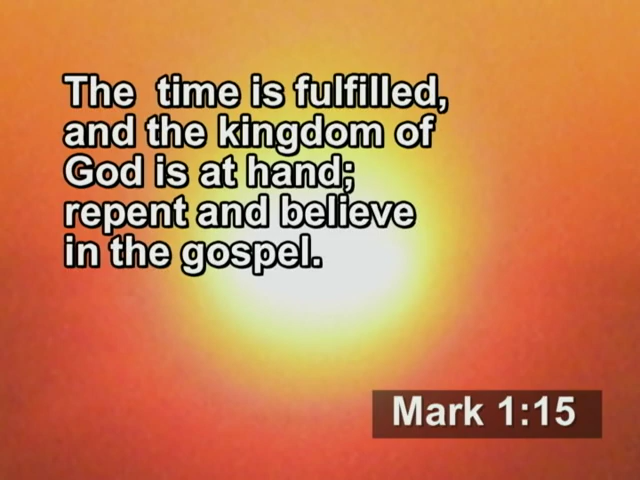 The  time is fulfilled,
and the kingdom of
God is at hand;
repent and believe
in the gospel.
Mark 1:15